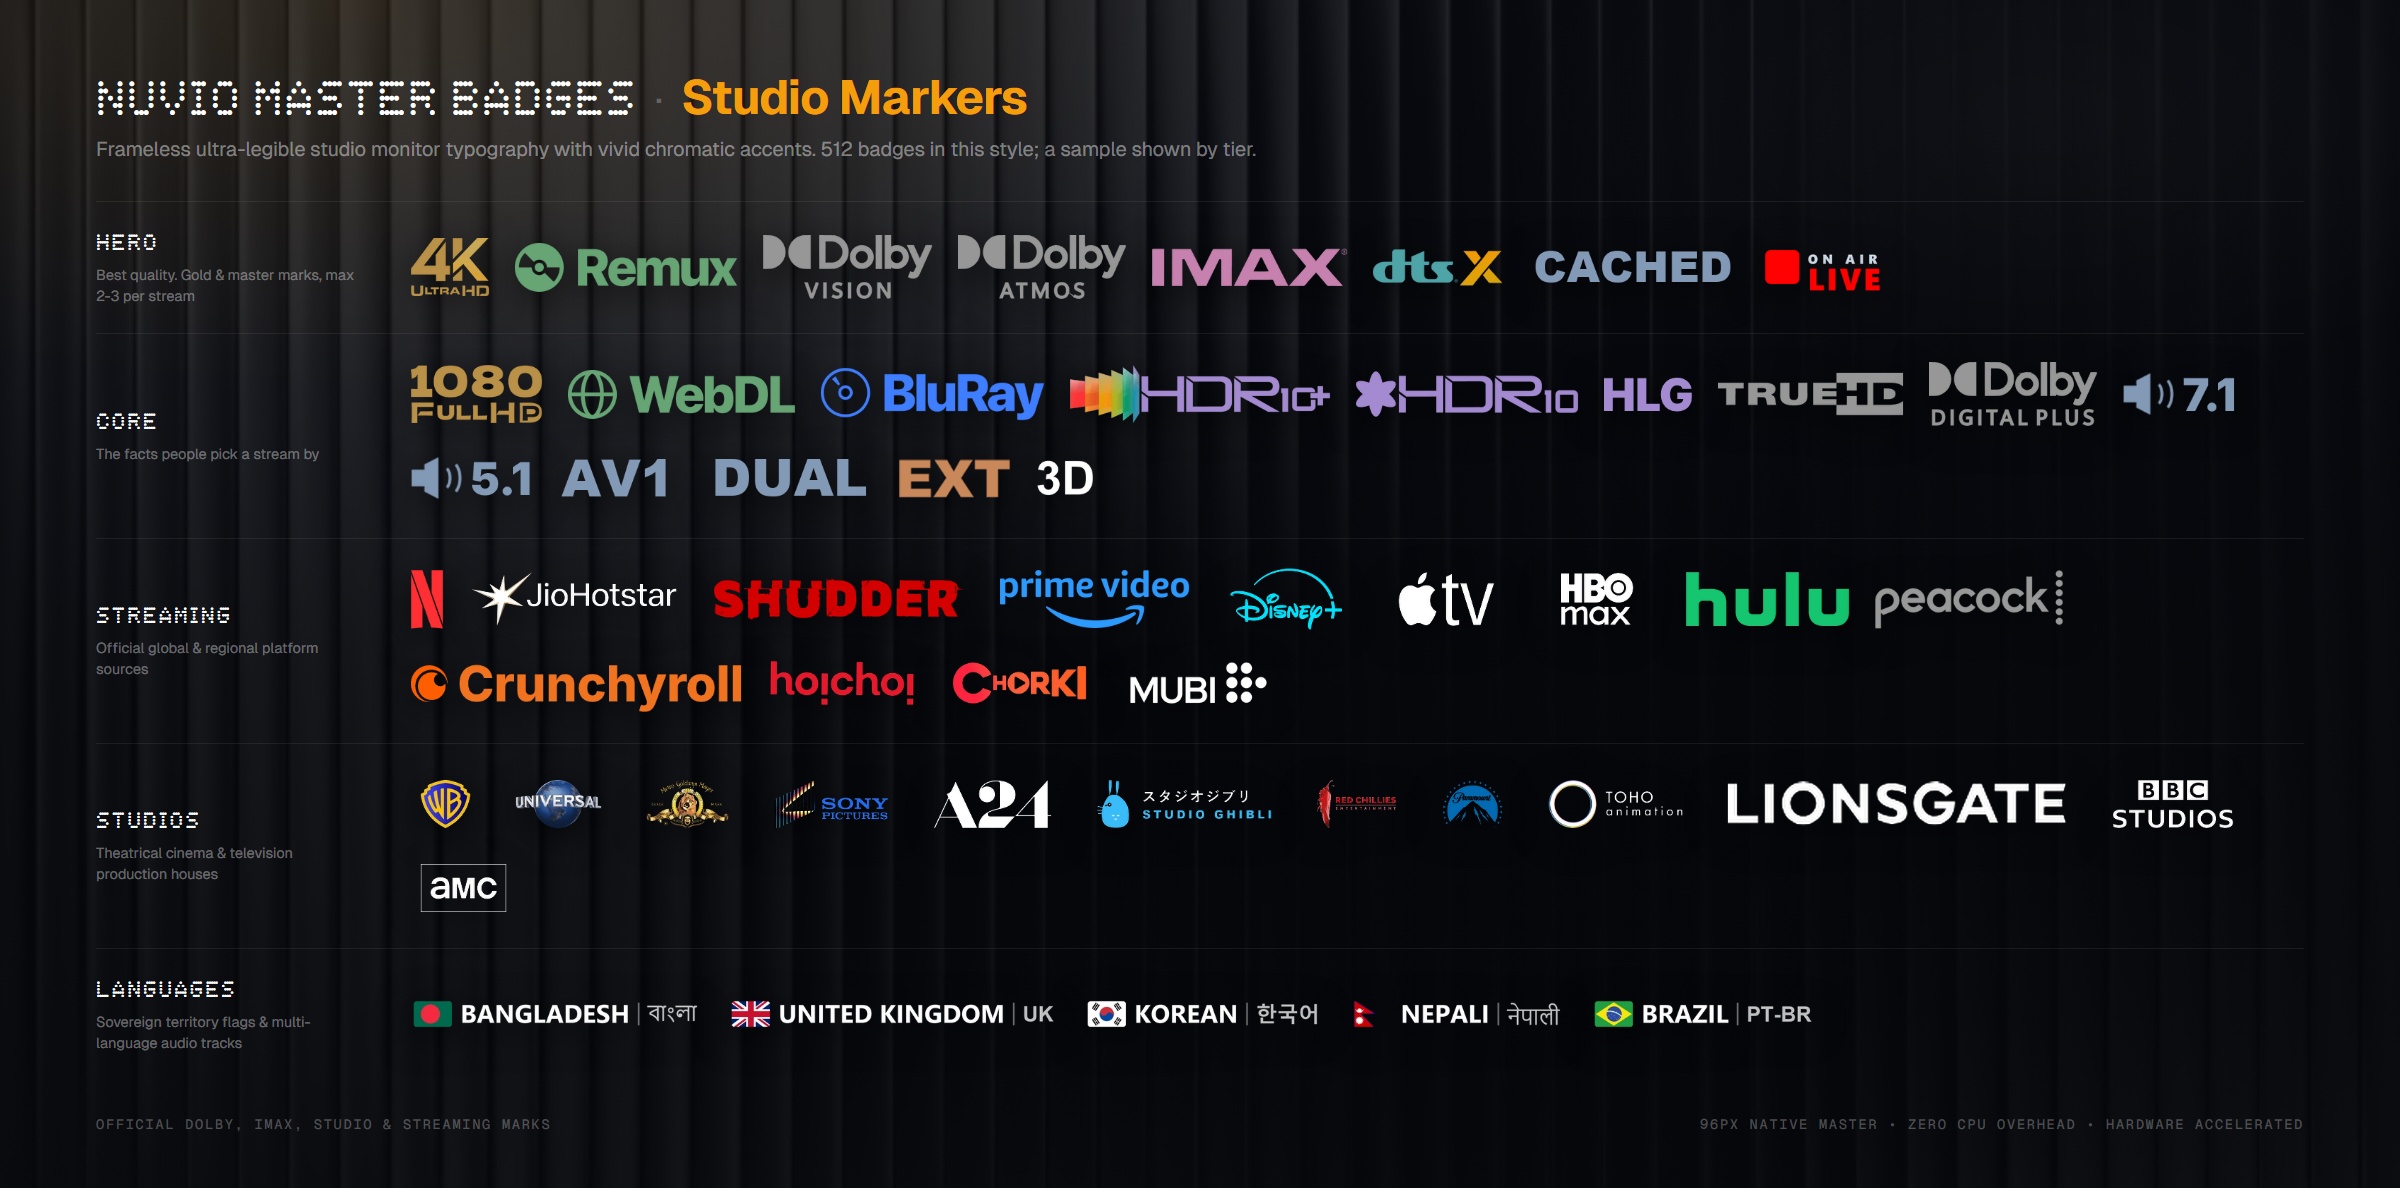 NUVIO MASTER BADGES · Studio Markers
Frameless ultra-legible studio monitor typography with vivid chromatic accents. 512 badges in this style; a sample shown by tier.
HERO
Best quality. Gold & master marks, max
2-3 per stream
4K ULTRAHD
Remux
Dolby VISION
Dolby ATMOS
IMAX
dts X
CACHED
ON AIR LIVE
CORE
The facts people pick a stream by
1080 FULLHD
WebDL
BluRay
HDR10+
HDR10
HLG
TRUEHD
Dolby DIGITAL PLUS
7.1
5.1
AV1
DUAL
EXT
3D
STREAMING
Official global & regional platform
sources
N
JioHotstar
SHUDDER
prime video
Disney+
tv
HBO max
hulu
peacock
Crunchyroll
hoichoi
CHORKI
MUBI
STUDIOS
Theatrical cinema & television
production houses
WB
UNIVERSAL
SONY PICTURES
A24
スタジオジブリ
STUDIO GHIBLI
RED CHILLIES
ENTERTAINMENT
Paramount
TOHO animation
LIONSGATE
BBC STUDIOS
aMC
LANGUAGES
Sovereign territory flags & multi-
language audio tracks
BANGLADESH | বাংলা
UNITED KINGDOM | UK
KOREAN | 한국어
NEPALI | नेपाली
BRAZIL | PT-BR
OFFICIAL DOLBY, IMAX, STUDIO & STREAMING MARKS
96PX NATIVE MASTER • ZERO CPU OVERHEAD • HARDWARE ACCELERATED